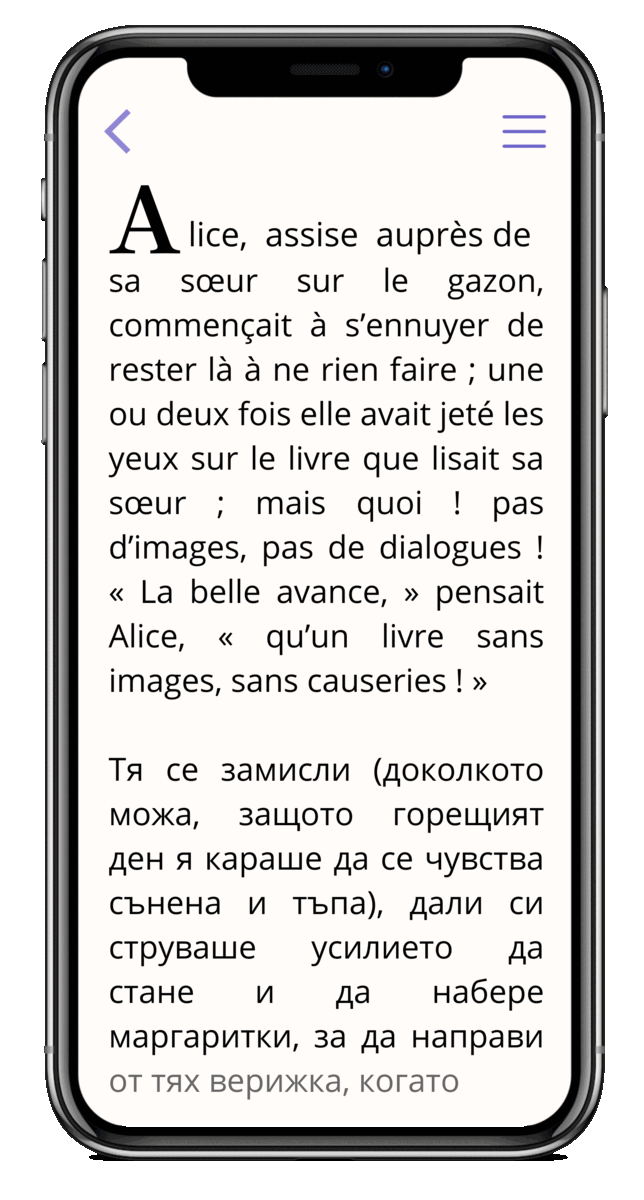 Alice, assise auprès de
sa sœur sur le gazon,
commençait à s’ennuyer de
rester là à ne rien faire ; une
ou deux fois elle avait jeté les
yeux sur le livre que lisait sa
sœur ; mais quoi ! pas
d’images, pas de dialogues !
« La belle avance, » pensait
Alice, « qu’un livre sans
images, sans causeries ! »
Тя се замисли (доколкото
можа, защото горещият
ден я караше да се чувства
сънена и тъпа), дали си
струваше усилието да
стане и да набере
маргаритки, за да направи
от тях верижка, когато